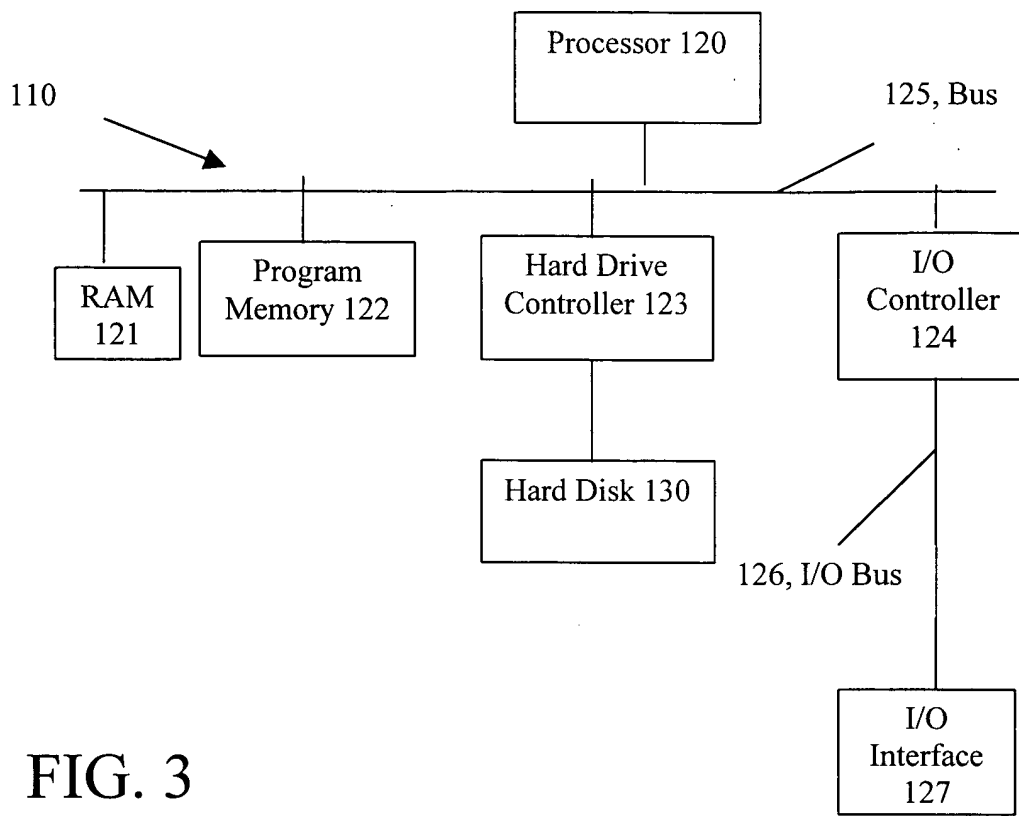 Processor 120
110
125, Bus
RAM
121
Program
Memory 122
Hard Drive
Controller 123
I/O
Controller
124
Hard Disk 130
126, I/O Bus
I/O
Interface
127
FIG. 3